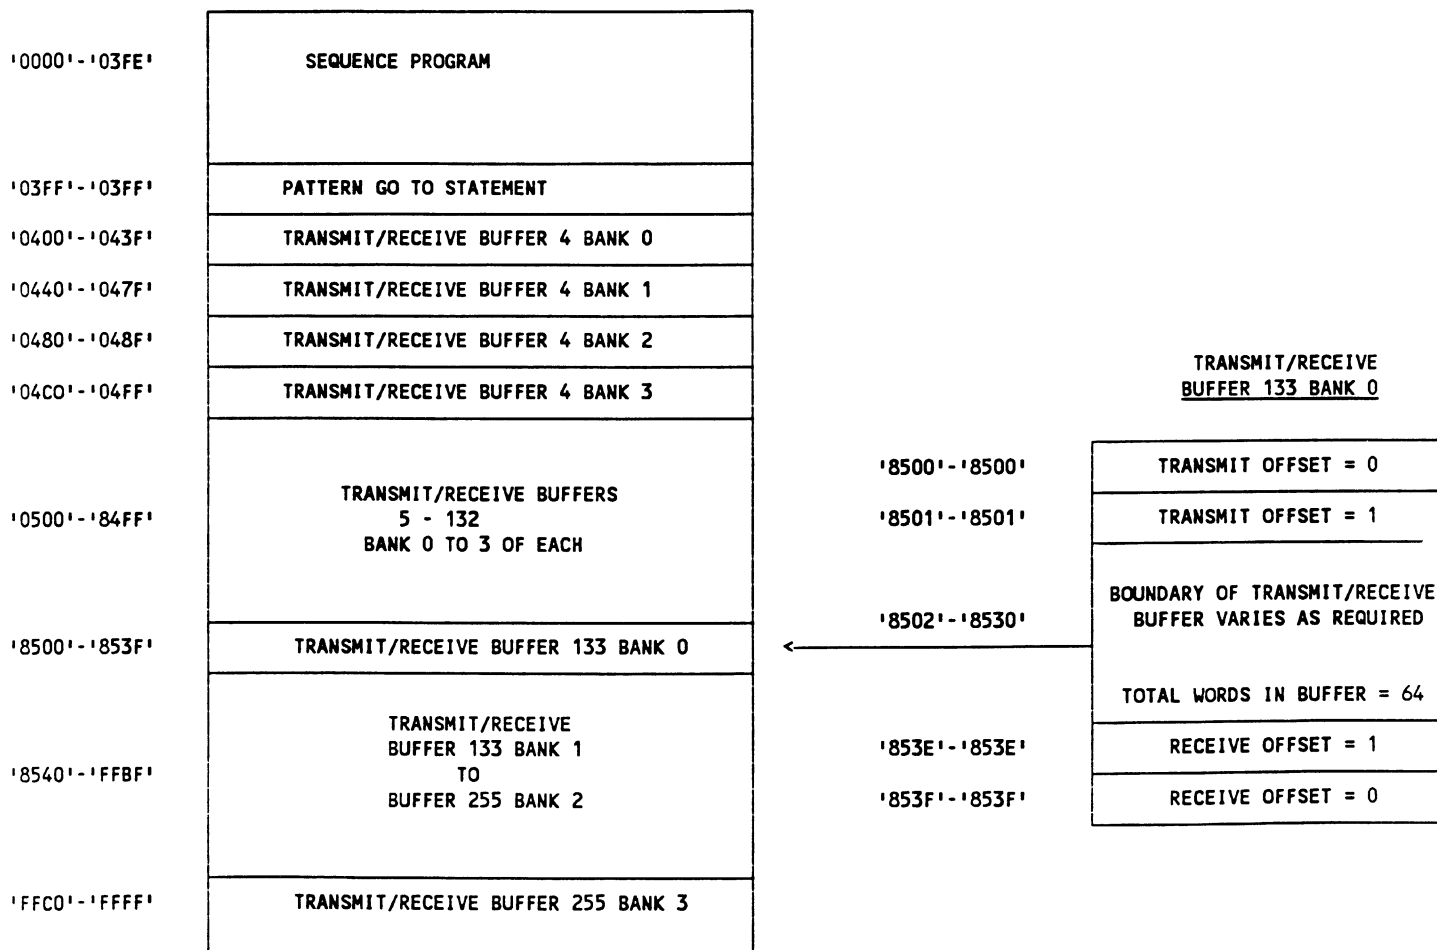 '0000'-'03FE' SEQUENCE PROGRAM
'03FF'-'03FF' PATTERN GO TO STATEMENT
'0400'-'043F' TRANSMIT/RECEIVE BUFFER 4 BANK 0
'0440'-'047F' TRANSMIT/RECEIVE BUFFER 4 BANK 1
'0480'-'048F' TRANSMIT/RECEIVE BUFFER 4 BANK 2
'04C0'-'04FF' TRANSMIT/RECEIVE BUFFER 4 BANK 3
TRANSMIT/RECEIVE BUFFERS
'0500'-'84FF' 5 - 132
BANK 0 TO 3 OF EACH
'8500'-'853F' TRANSMIT/RECEIVE BUFFER 133 BANK 0
TRANSMIT/RECEIVE
BUFFER 133 BANK 1
'8540'-'FFBF' TO
BUFFER 255 BANK 2
'FFC0'-'FFFF' TRANSMIT/RECEIVE BUFFER 255 BANK 3
TRANSMIT/RECEIVE
BUFFER 133 BANK 0
'8500'-'8500' TRANSMIT OFFSET = 0
'8501'-'8501' TRANSMIT OFFSET = 1
BOUNDARY OF TRANSMIT/RECEIVE
'8502'-'8530' BUFFER VARIES AS REQUIRED
TOTAL WORDS IN BUFFER = 64
'853E'-'853E' RECEIVE OFFSET = 1
'853F'-'853F' RECEIVE OFFSET = 0